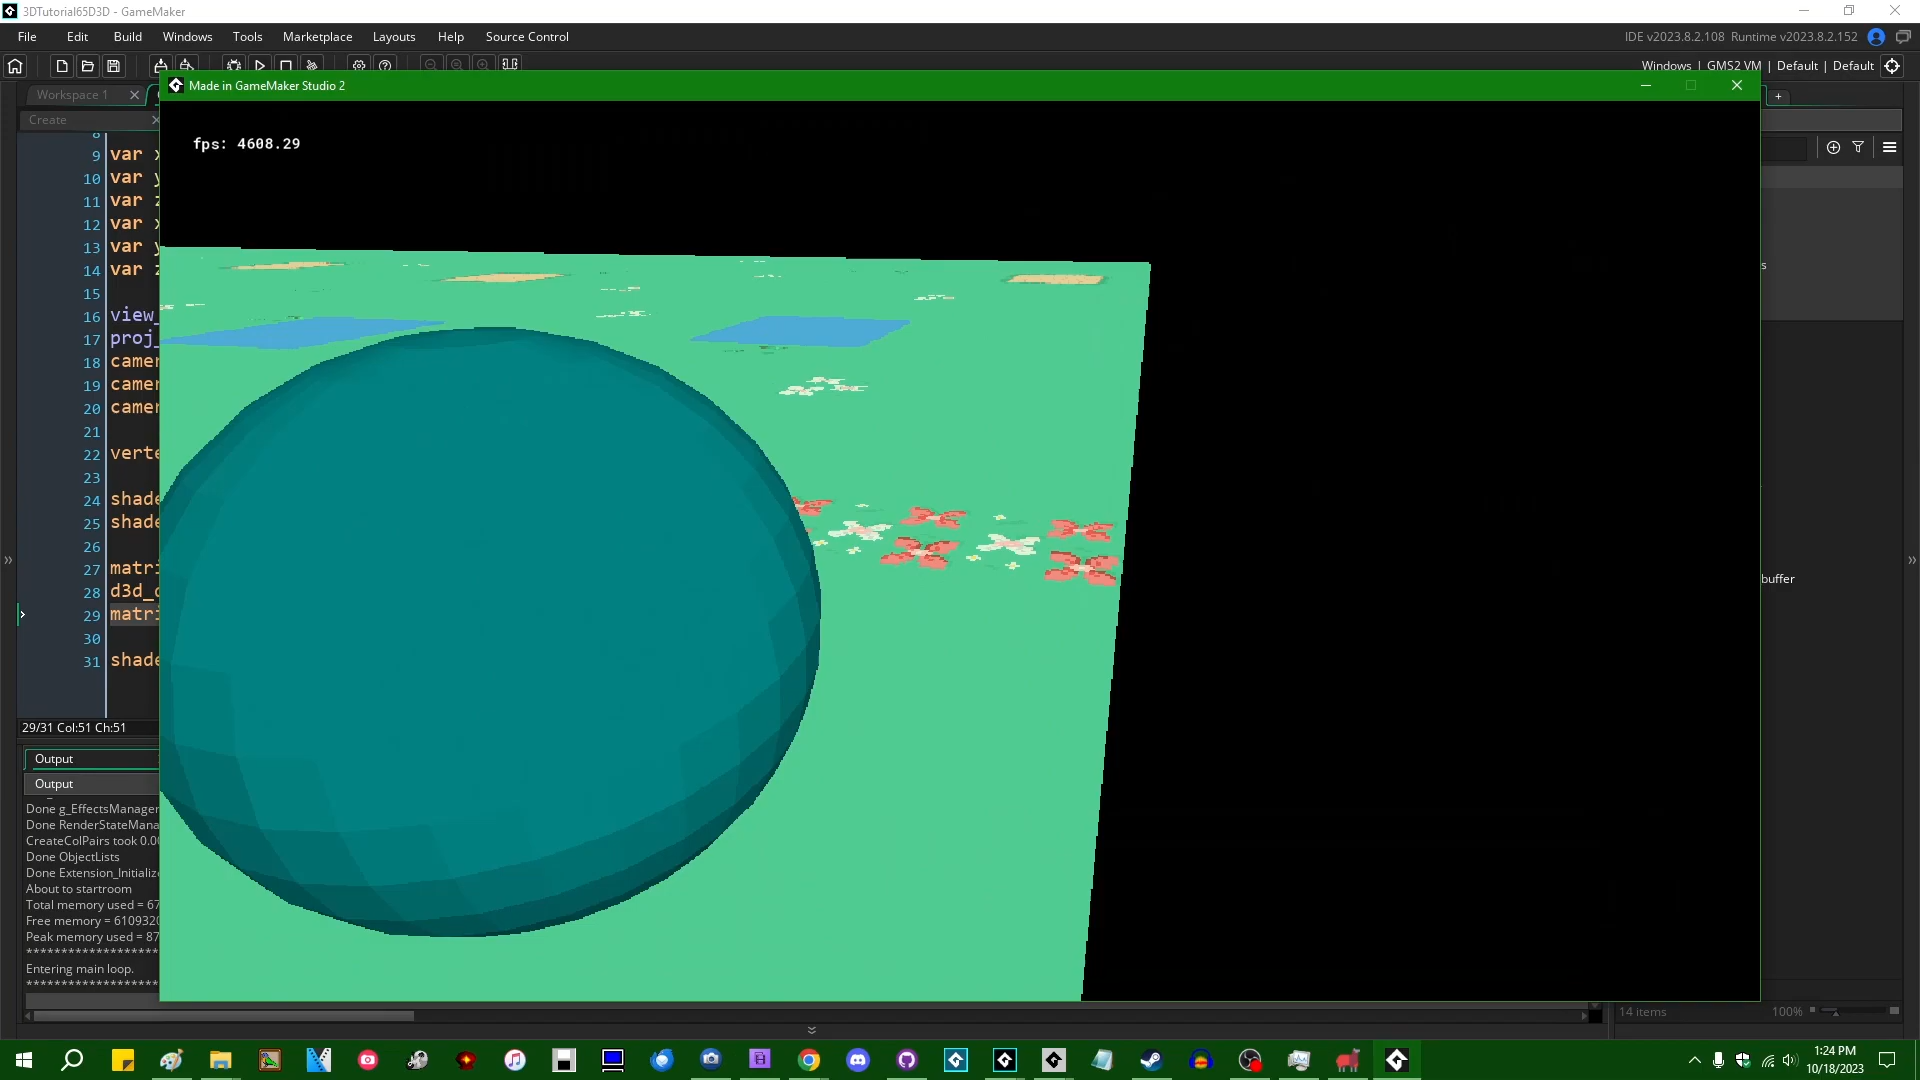 3DTutorial65D3D - GameMaker
File Edit Build Windows Tools Marketplace Layouts Help Source Control
IDE v2023.8.2.108 Runtime v2023.8.2.152
Windows | GMS2 VM | Default | Default
Workspace 1
Made in GameMaker Studio 2
Create
fps: 4608.29
8
9 var x
10 var y
11 var z
12 var x
13 var y
14 var z
15
16 view_
17 proj_
18 camer
19 camer
20 camer
21
22 verte
23
24 shade
25 shade
26
27 matri
28 d3d_d
29 matri
30
31 shade
s
buffer
29/31 Col:51 Ch:51
Output
Output
Done g_EffectsManager
Done RenderStateMana
CreateColPairs took 0.00
Done ObjectLists
Done Extension_Initializ
About to startroom
Total memory used = 67
Free memory = 6109320
Peak memory used = 87
********************
Entering main loop.
********************
14 items 100%
1:24 PM
10/18/2023